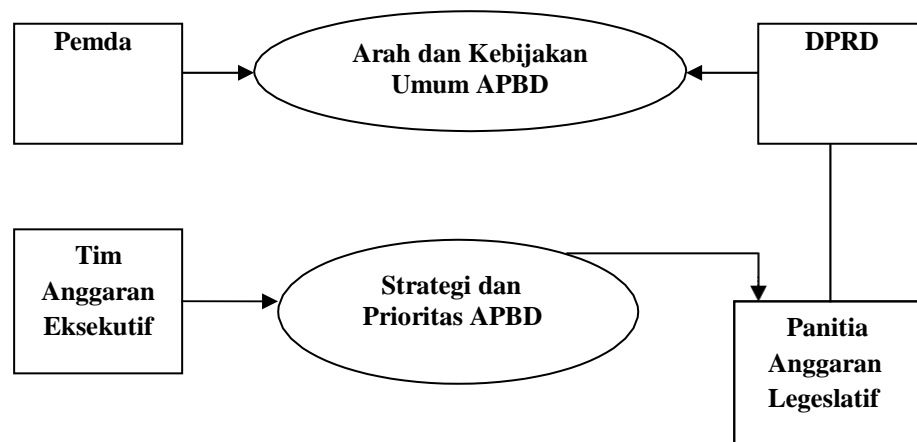 Pemda
Arah dan Kebijakan
Umum APBD
DPRD
Tim
Anggaran
Eksekutif
Strategi dan
Prioritas APBD
Panitia
Anggaran
Legeslatif